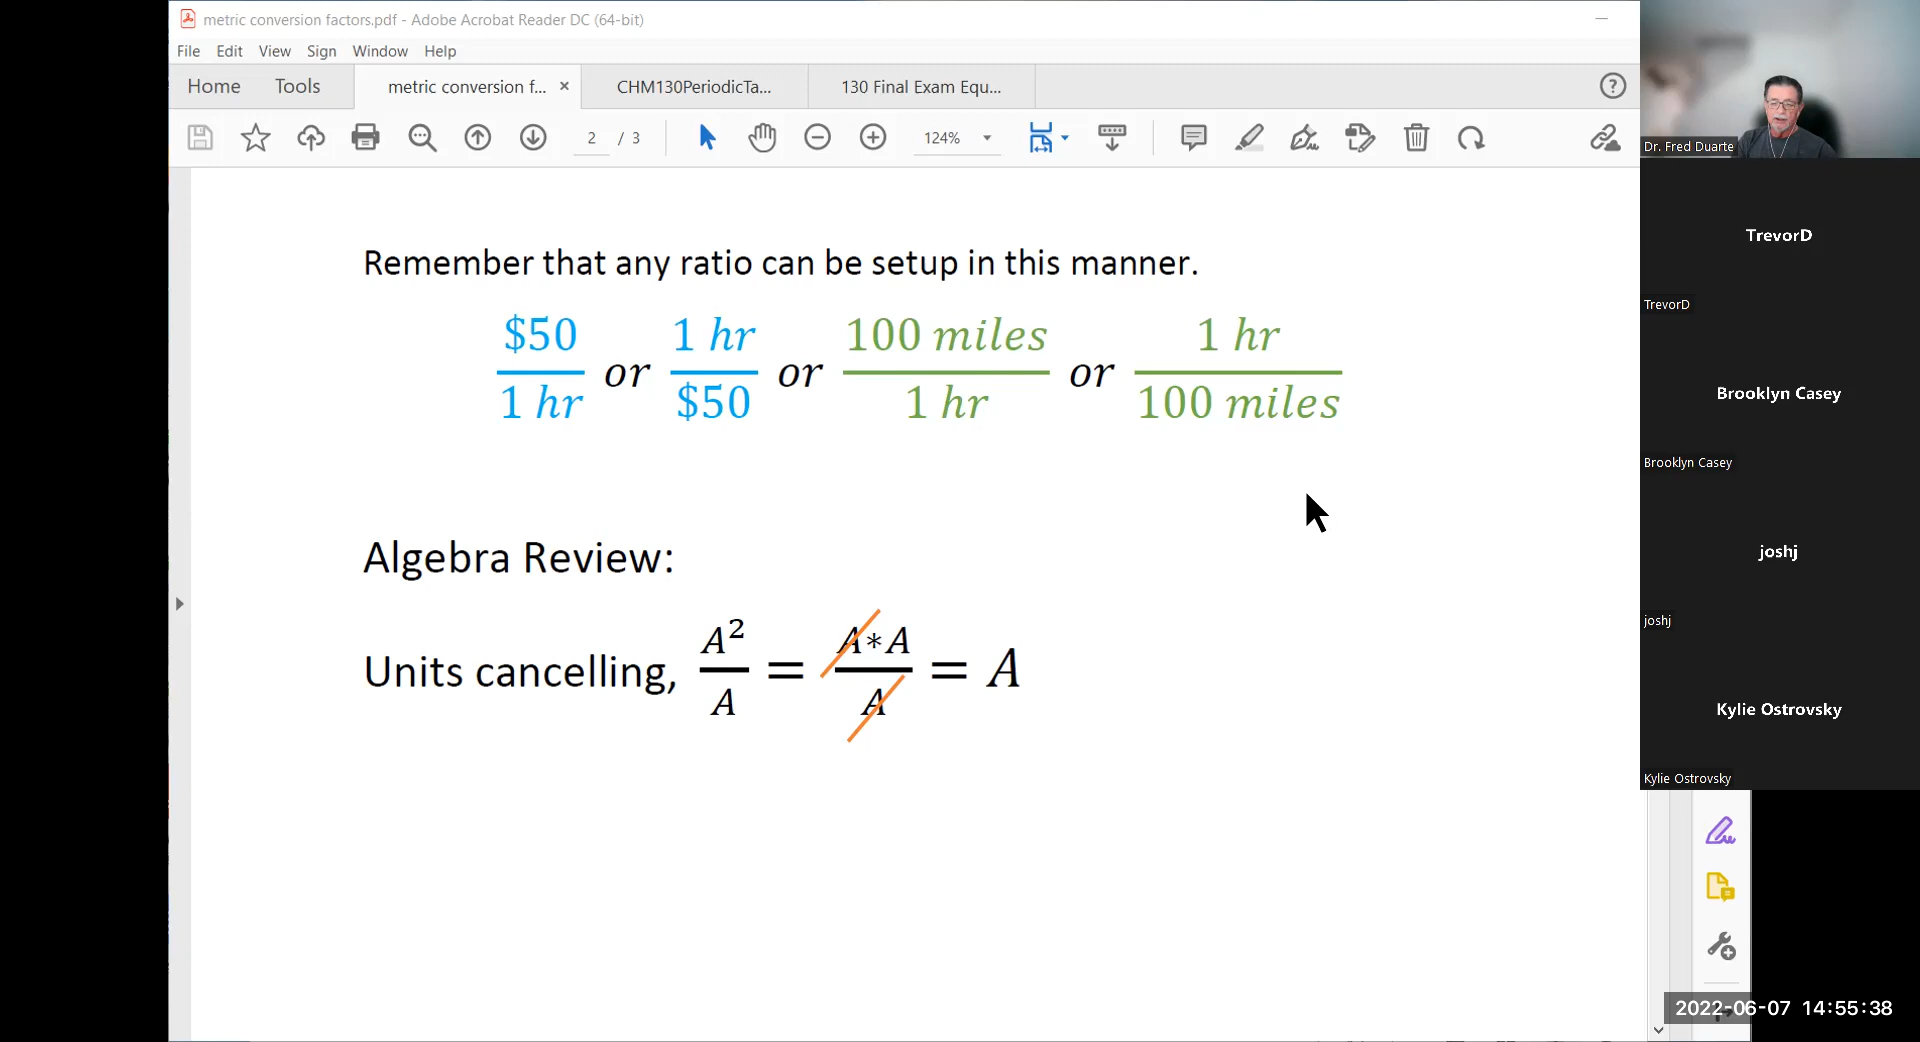 metric conversion factors.pdf - Adobe Acrobat Reader DC (64-bit)
File Edit View Sign Window Help
Home Tools metric conversion f... × CHM130PeriodicTa... 130 Final Exam Equ...
2 / 3 124%
Remember that any ratio can be setup in this manner.
$50 / 1 hr or 1 hr / $50 or 100 miles / 1 hr or 1 hr / 100 miles
Algebra Review:
Units cancelling, A² / A = A*A / A = A
Dr. Fred Duarte
TrevorD
TrevorD
Brooklyn Casey
Brooklyn Casey
joshj
joshj
Kylie Ostrovsky
Kylie Ostrovsky
2022-06-07 14:55:38